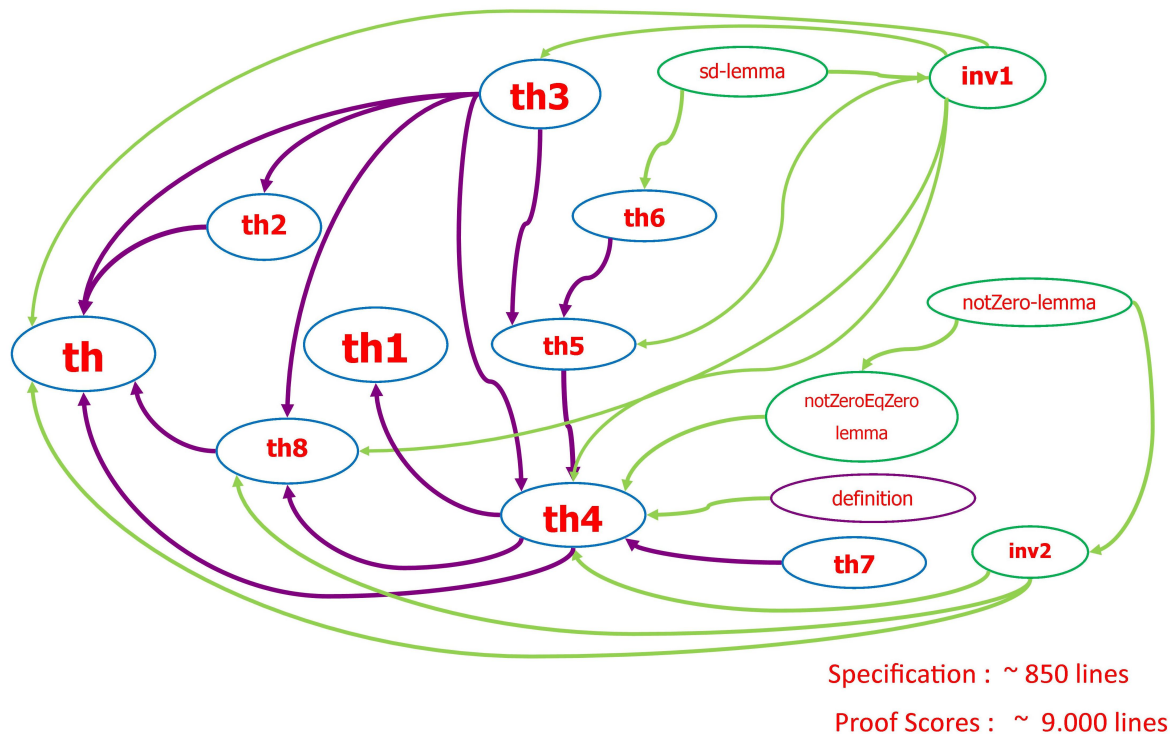 sd-lemma
inv1
th3
th2
th6
notZero-lemma
th
th1
th5
notZeroEqZero
lemma
th8
definition
th4
inv2
th7
Specification : ~ 850 lines
Proof Scores : ~ 9.000 lines